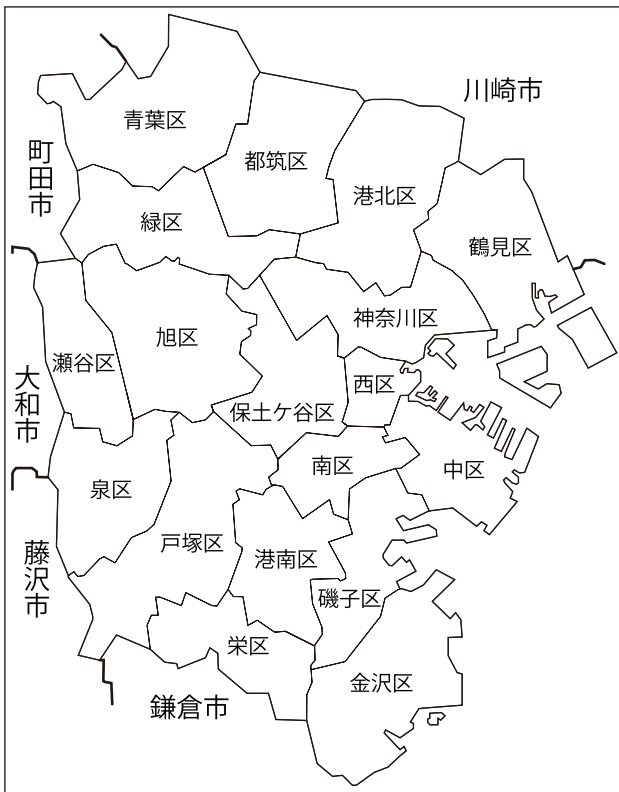 川崎市
青葉区
町田市
都筑区
港北区
緑区
鶴見区
神奈川区
旭区
瀬谷区
西区
大和市
保土ケ谷区
南区
中区
泉区
戸塚区
港南区
藤沢市
磯子区
栄区
金沢区
鎌倉市